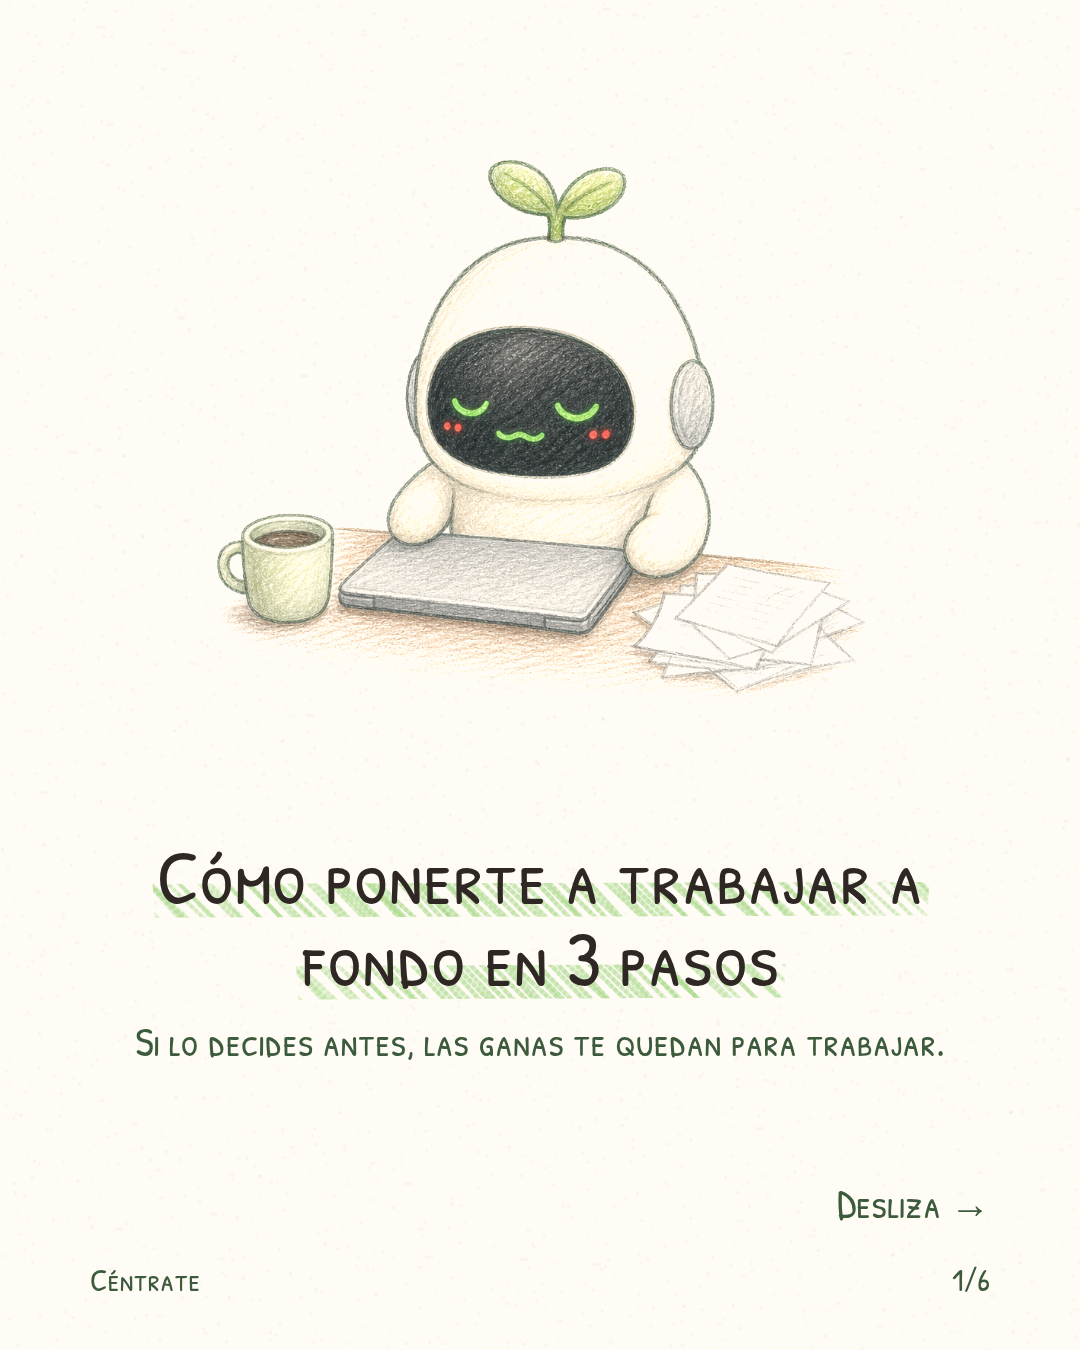 Cómo ponerte a trabajar a
fondo en 3 pasos
Si lo decides antes, las ganas te quedan para trabajar.
Desliza →
Céntrate
1/6